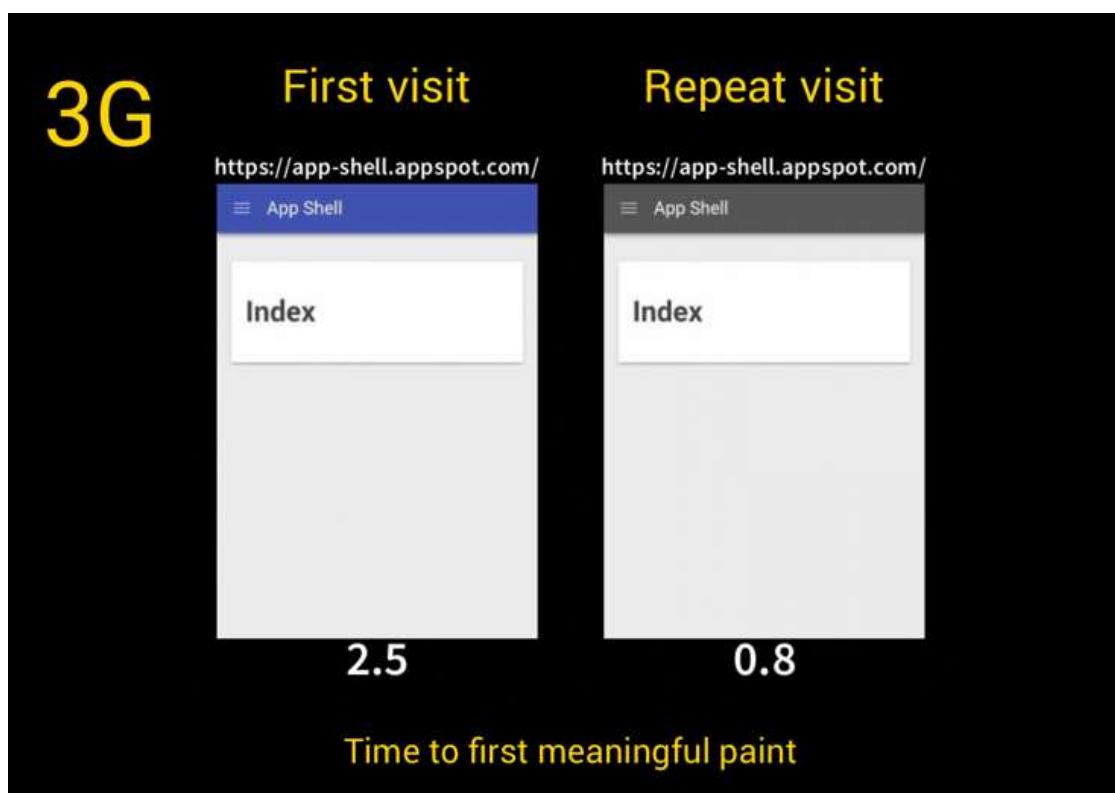 3G
First visit
Repeat visit
https://app-shell.appspot.com/
https://app-shell.appspot.com/
App Shell
App Shell
Index
Index
2.5
0.8
Time to first meaningful paint